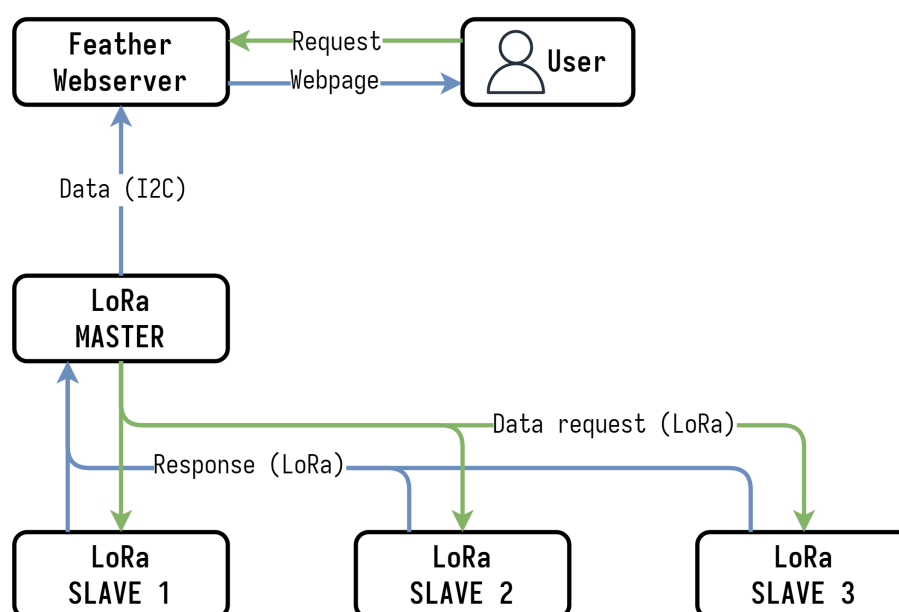 Feather
Webserver
Request
Webpage
User
Data (I2C)
LoRa
MASTER
Data request (LoRa)
Response (LoRa)
LoRa
SLAVE 1
LoRa
SLAVE 2
LoRa
SLAVE 3